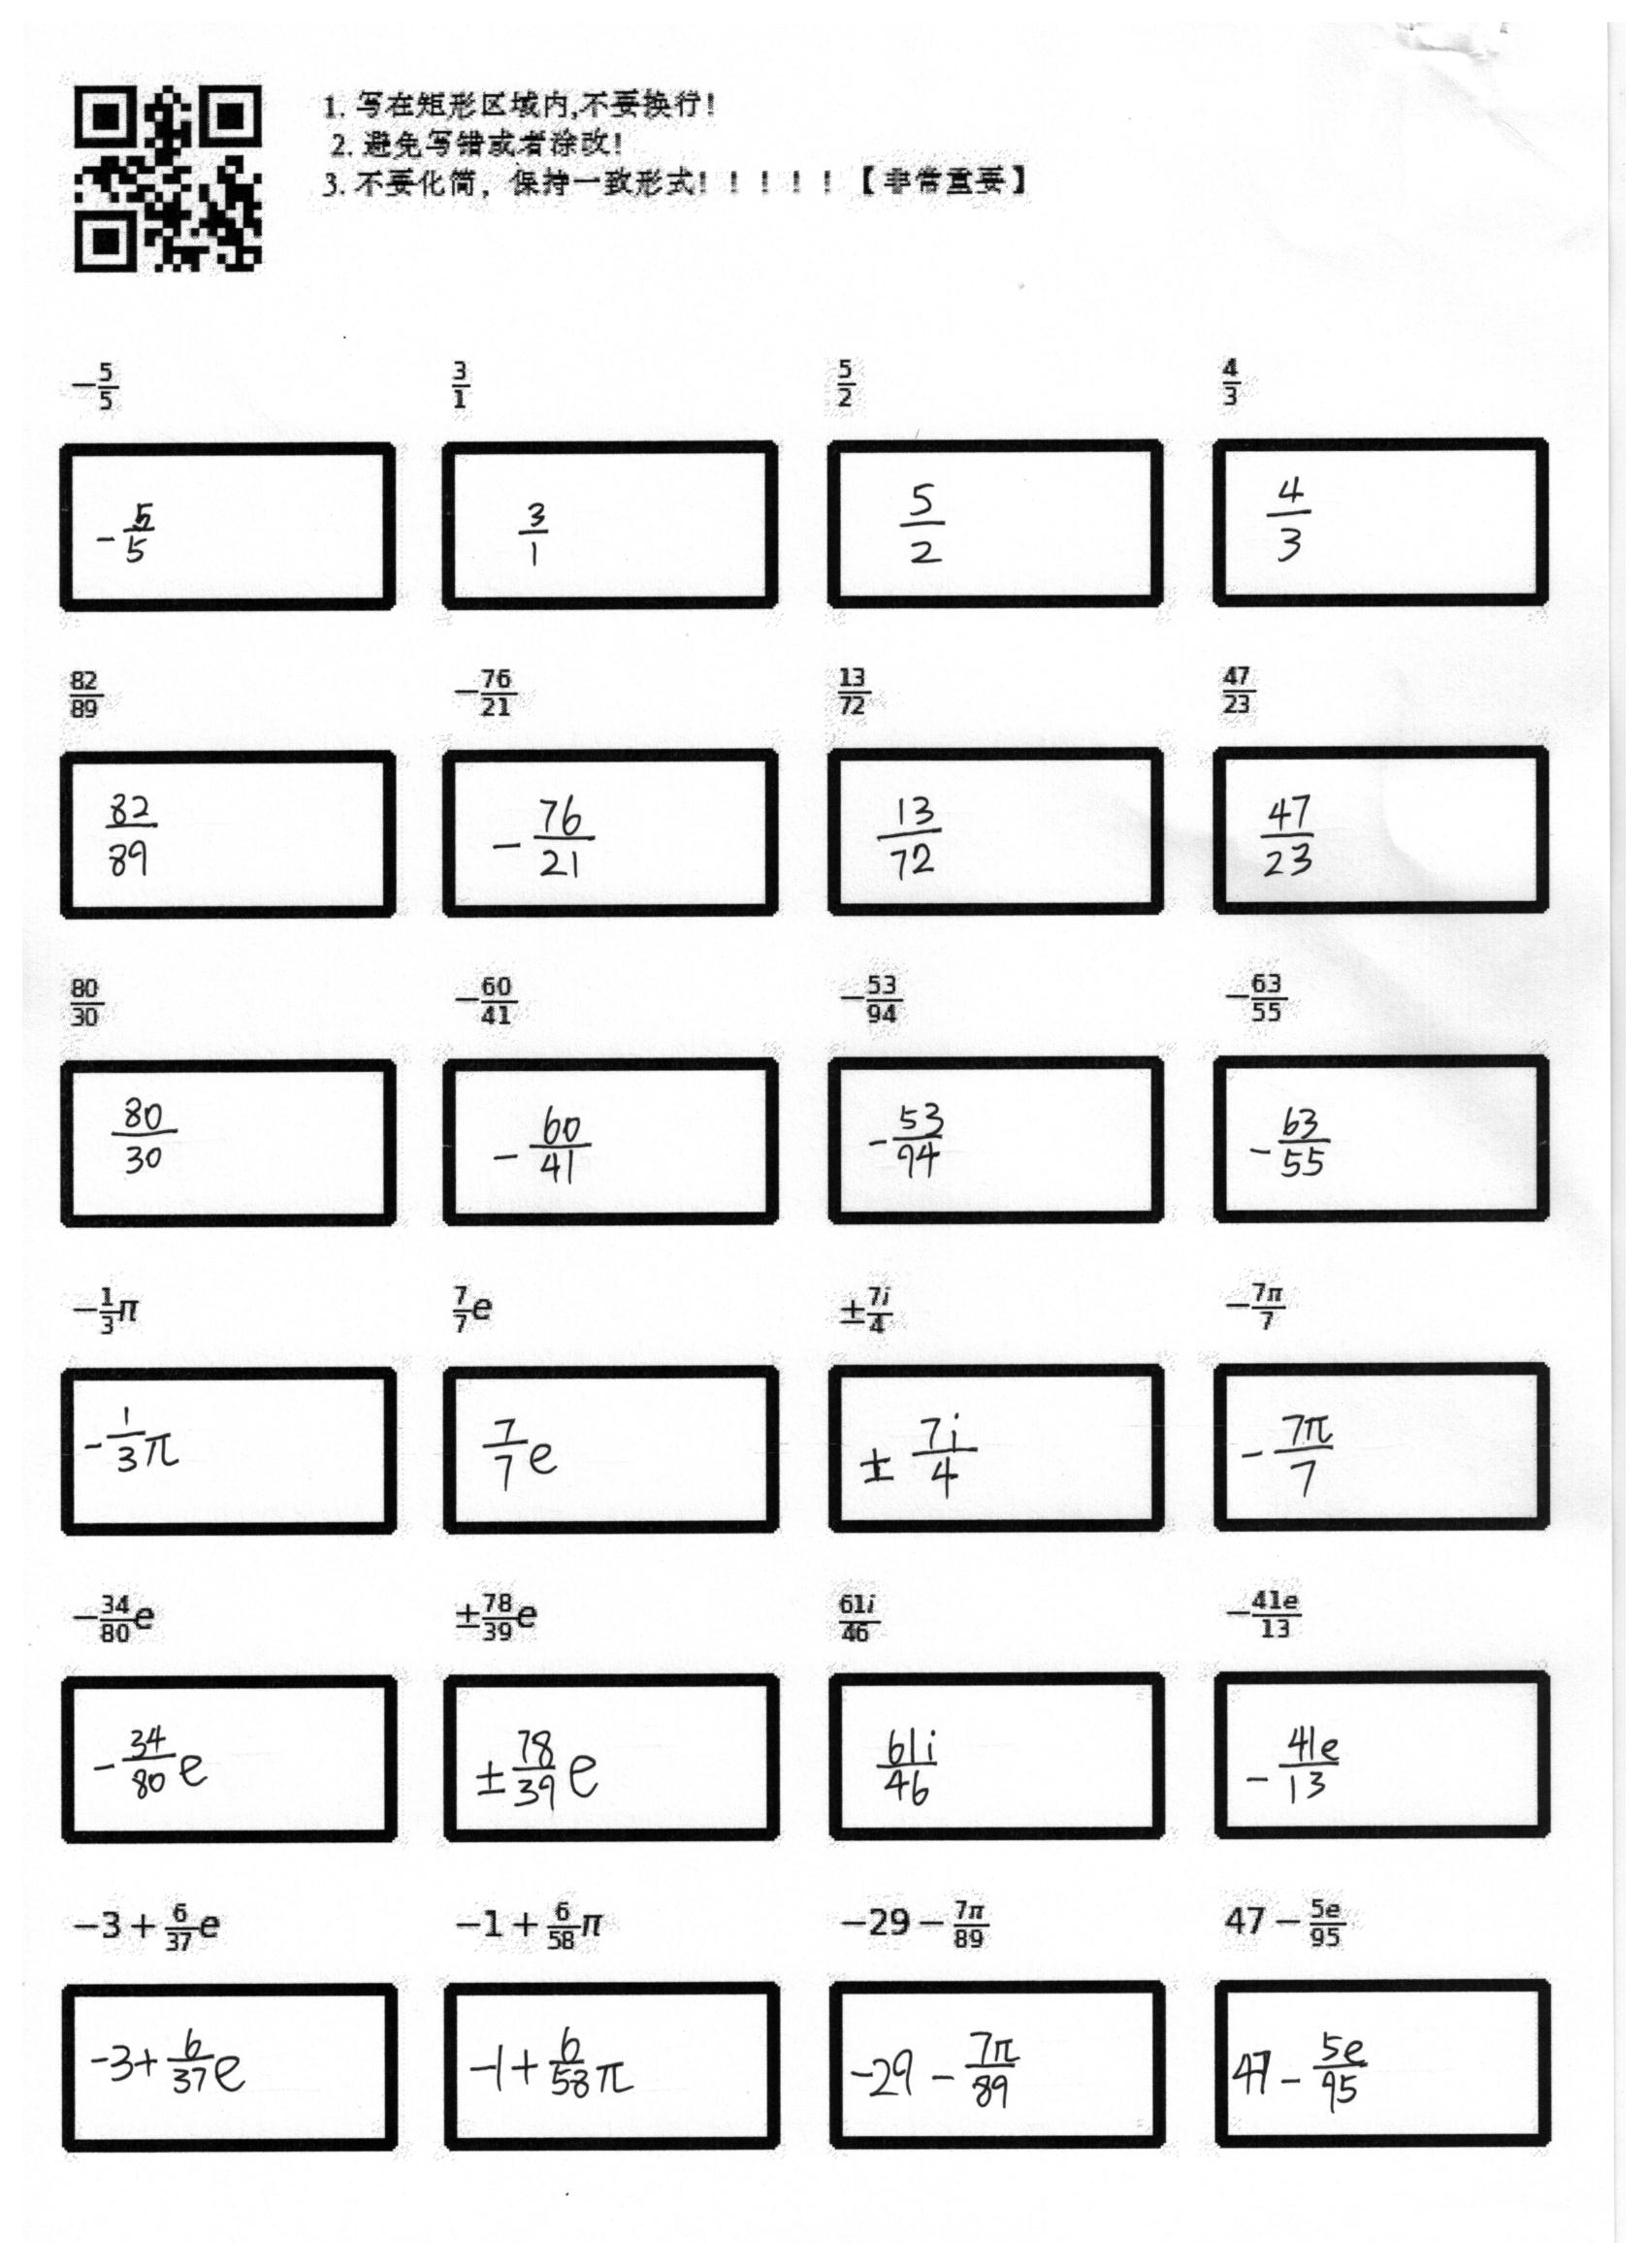 1. 写在矩形区域内,不要换行!
2. 避免写错或者涂改!
3. 不要化简，保持一致形式! ! ! ! ! 【非常重要】
$-\frac{5}{5}$ $\frac{3}{1}$ $\frac{5}{2}$ $\frac{4}{3}$
$-\frac{5}{5}$ $\frac{3}{1}$ $\frac{5}{2}$ $\frac{4}{3}$
$\frac{82}{89}$ $-\frac{76}{21}$ $\frac{13}{72}$ $\frac{47}{23}$
$\frac{82}{89}$ $-\frac{76}{21}$ $\frac{13}{72}$ $\frac{47}{23}$
$\frac{80}{30}$ $-\frac{60}{41}$ $-\frac{53}{94}$ $-\frac{63}{55}$
$\frac{80}{30}$ $-\frac{60}{41}$ $-\frac{53}{94}$ $-\frac{63}{55}$
$-\frac{1}{3}\pi$ $\frac{7}{7}e$ $\pm\frac{7i}{4}$ $-\frac{7\pi}{7}$
$-\frac{1}{3}\pi$ $\frac{7}{7}e$ $\pm\frac{7i}{4}$ $-\frac{7\pi}{7}$
$-\frac{34}{80}e$ $\pm\frac{78}{39}e$ $\frac{61i}{46}$ $-\frac{41e}{13}$
$-\frac{34}{80}e$ $\pm\frac{78}{39}e$ $\frac{61i}{46}$ $-\frac{41e}{13}$
$-3+\frac{6}{37}e$ $-1+\frac{6}{58}\pi$ $-29-\frac{7\pi}{89}$ $47-\frac{5e}{95}$
$-3+\frac{6}{37}e$ $-1+\frac{6}{58}\pi$ $-29-\frac{7\pi}{89}$ $47-\frac{5e}{95}$